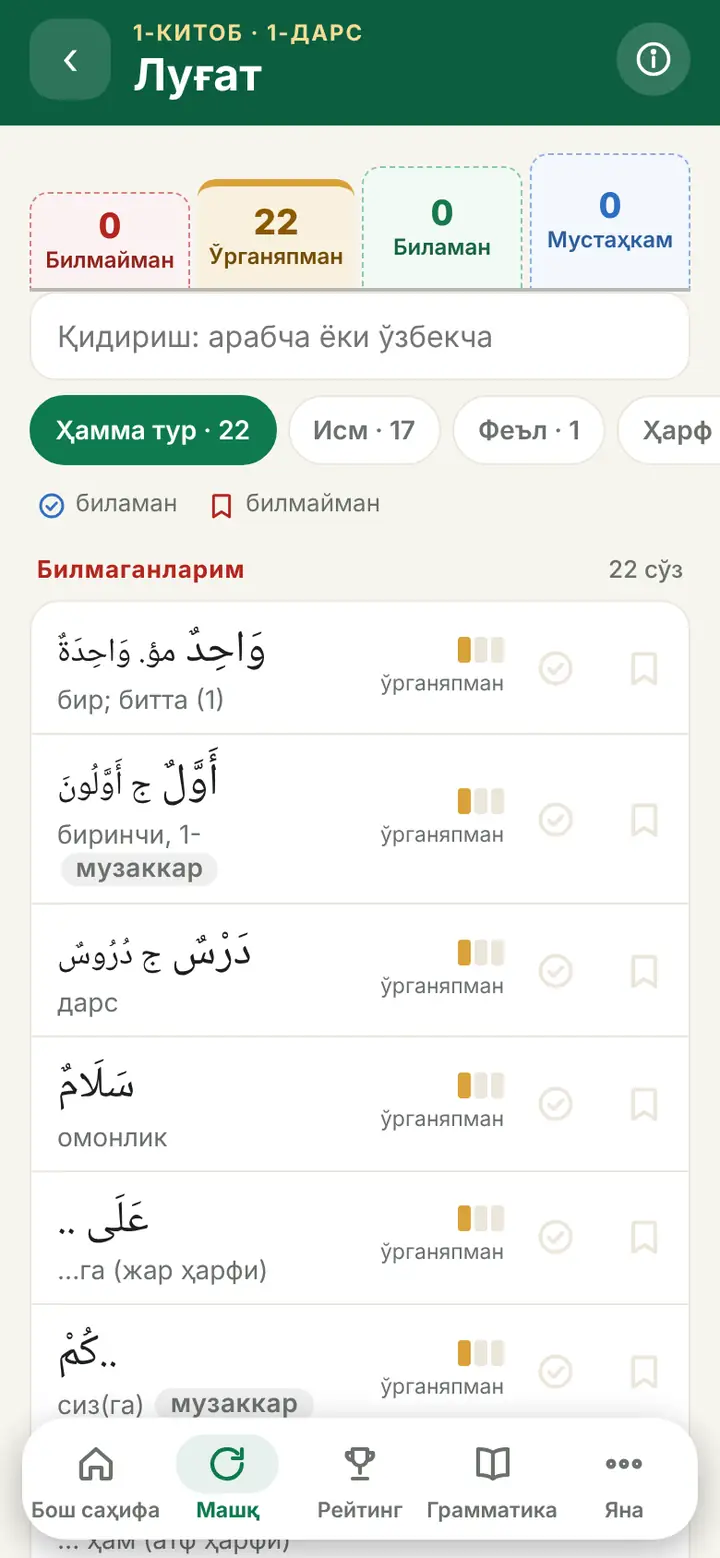 1-КИТОБ · 1-ДАРС
Луғат
0
Билмайман
22
Ўрганяпман
0
Биламан
0
Мустаҳкам
Қидириш: арабча ёки ўзбекча
Ҳамма тур · 22
Исм · 17
Феъл · 1
Ҳарф
биламан
билмайман
Билмаганларим
22 сўз
وَاحِدٌ مؤ. وَاحِدَةٌ
бир; битта (1)
ўрганяпман
أَوَّلٌ ج أَوَّلُونَ
биринчи, 1-
музаккар
ўрганяпман
دَرْسٌ ج دُرُوسٌ
дарс
ўрганяпман
سَلَامٌ
омонлик
ўрганяпман
عَلَى ..
...га (жар ҳарфи)
ўрганяпман
..كُمْ
сиз(га) музаккар
ўрганяпман
Бош саҳифа
Машқ
Рейтинг
Грамматика
Яна
... ҳам (атф ҳарфи)